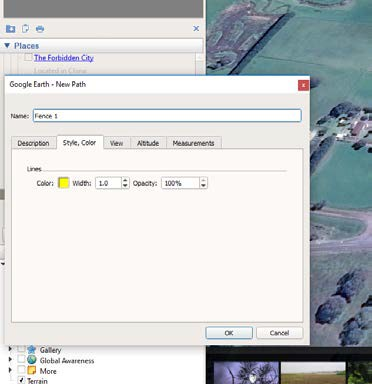 Places
The Forbidden City
Located in China
Google Earth - New Path
Name: Fence 1
Description Style, Color View Altitude Measurements
Lines
Color: Width: 1.0 Opacity: 100%
OK Cancel
Gallery
Global Awareness
More
Terrain